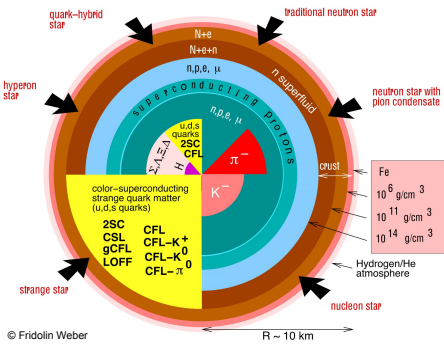 quark-hybrid
star
traditional neutron star
hyperon
star
neutron star with
pion condensate
strange star
nucleon star
N+e
N+e+n
n,p,e, μ
n superfluid
superconducting protons
n,p,e, μ
u,d,s
quarks
2SC
CFL
Σ,Λ,Ξ,Δ
H
π⁻
K⁻
crust
Fe
10⁶ g/cm³
10¹¹ g/cm³
10¹⁴ g/cm³
Hydrogen/He
atmosphere
color-superconducting
strange quark matter
(u,d,s quarks)
2SC
CSL
gCFL
LOFF
CFL
CFL-K⁺
CFL-K⁰
CFL-π⁰
R ~ 10 km
© Fridolin Weber